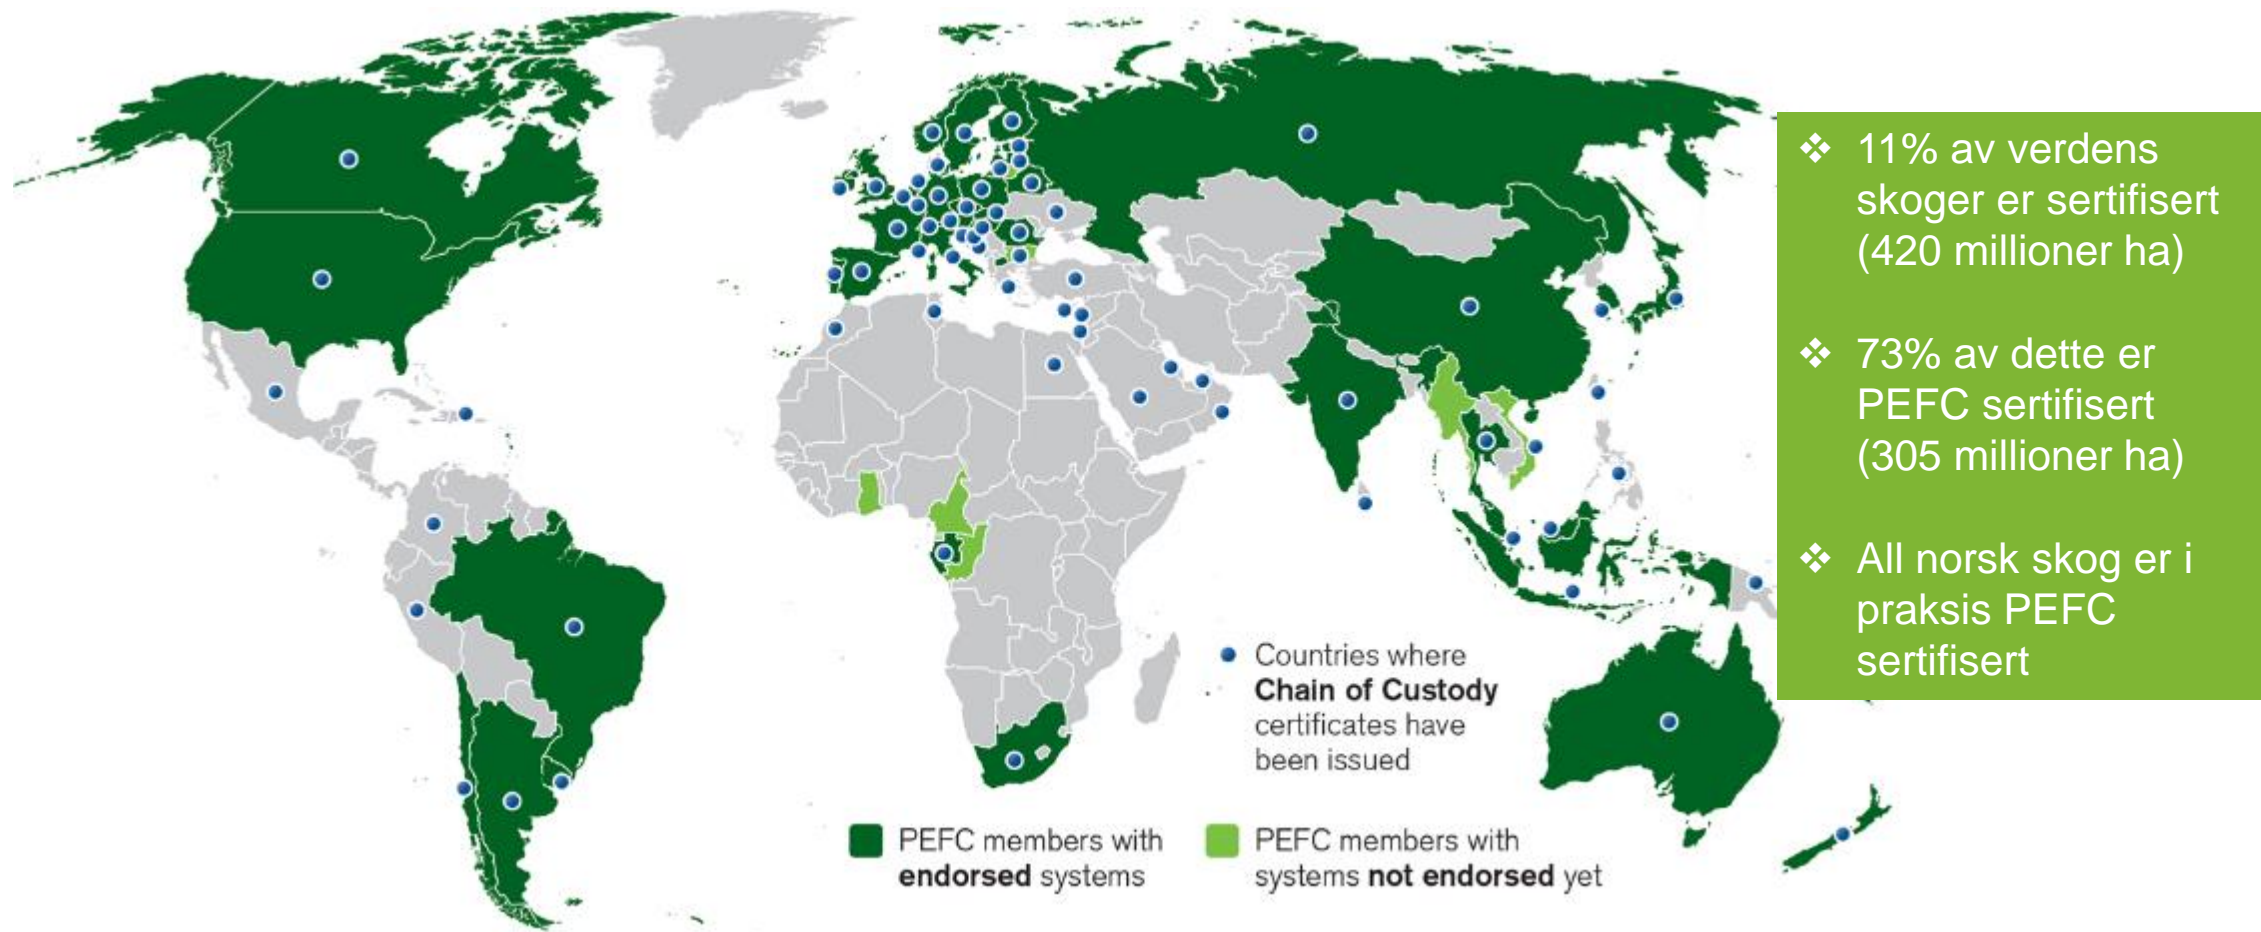 ❖ 11% av verdens
skoger er sertifisert
(420 millioner ha)
❖ 73% av dette er
PEFC sertifisert
(305 millioner ha)
❖ All norsk skog er i
praksis PEFC
sertifisert
Countries where
Chain of Custody
certificates have
been issued
PEFC members with
endorsed systems
PEFC members with
systems not endorsed yet